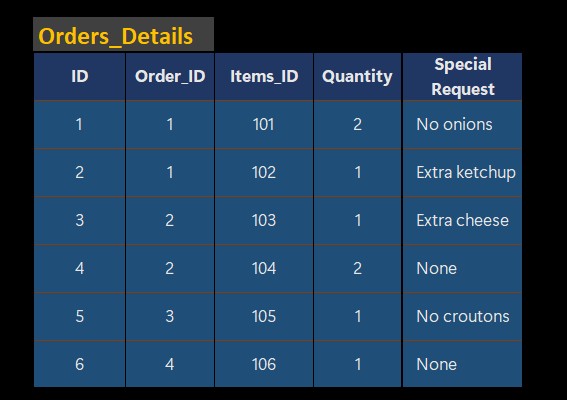 Orders_Details
ID Order_ID Items_ID Quantity Special Request
1 1 101 2 No onions
2 1 102 1 Extra ketchup
3 2 103 1 Extra cheese
4 2 104 2 None
5 3 105 1 No croutons
6 4 106 1 None